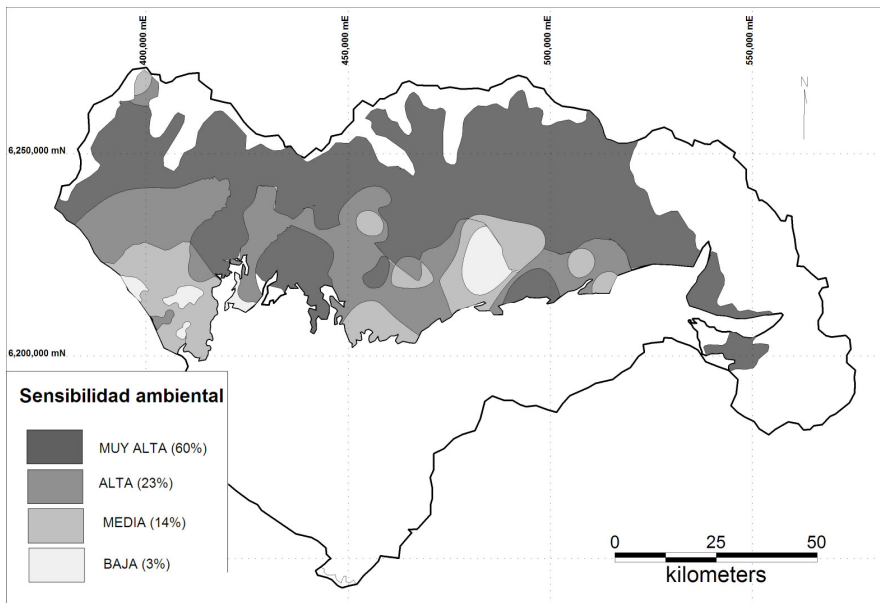 400,000 mE
450,000 mE
500,000 mE
550,000 mE
N
6,250,000 mN
6,200,000 mN
Sensibilidad ambiental
MUY ALTA (60%)
ALTA (23%)
MEDIA (14%)
BAJA (3%)
0 25 50
kilometers